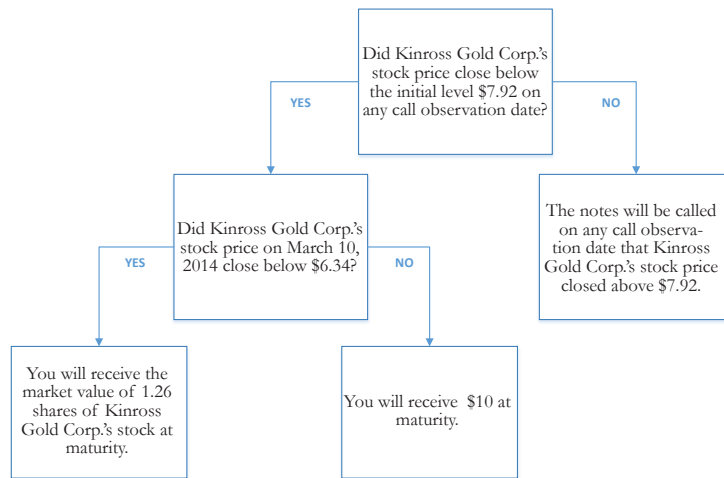 Did Kinross Gold Corp.'s
stock price close below
the initial level $7.92 on
any call observation date?
YES
NO
Did Kinross Gold Corp.'s
stock price on March 10,
2014 close below $6.34?
The notes will be called
on any call observa-
tion date that Kinross
Gold Corp.'s stock price
closed above $7.92.
YES
NO
You will receive the
market value of 1.26
shares of Kinross
Gold Corp.'s stock at
maturity.
You will receive $10 at
maturity.